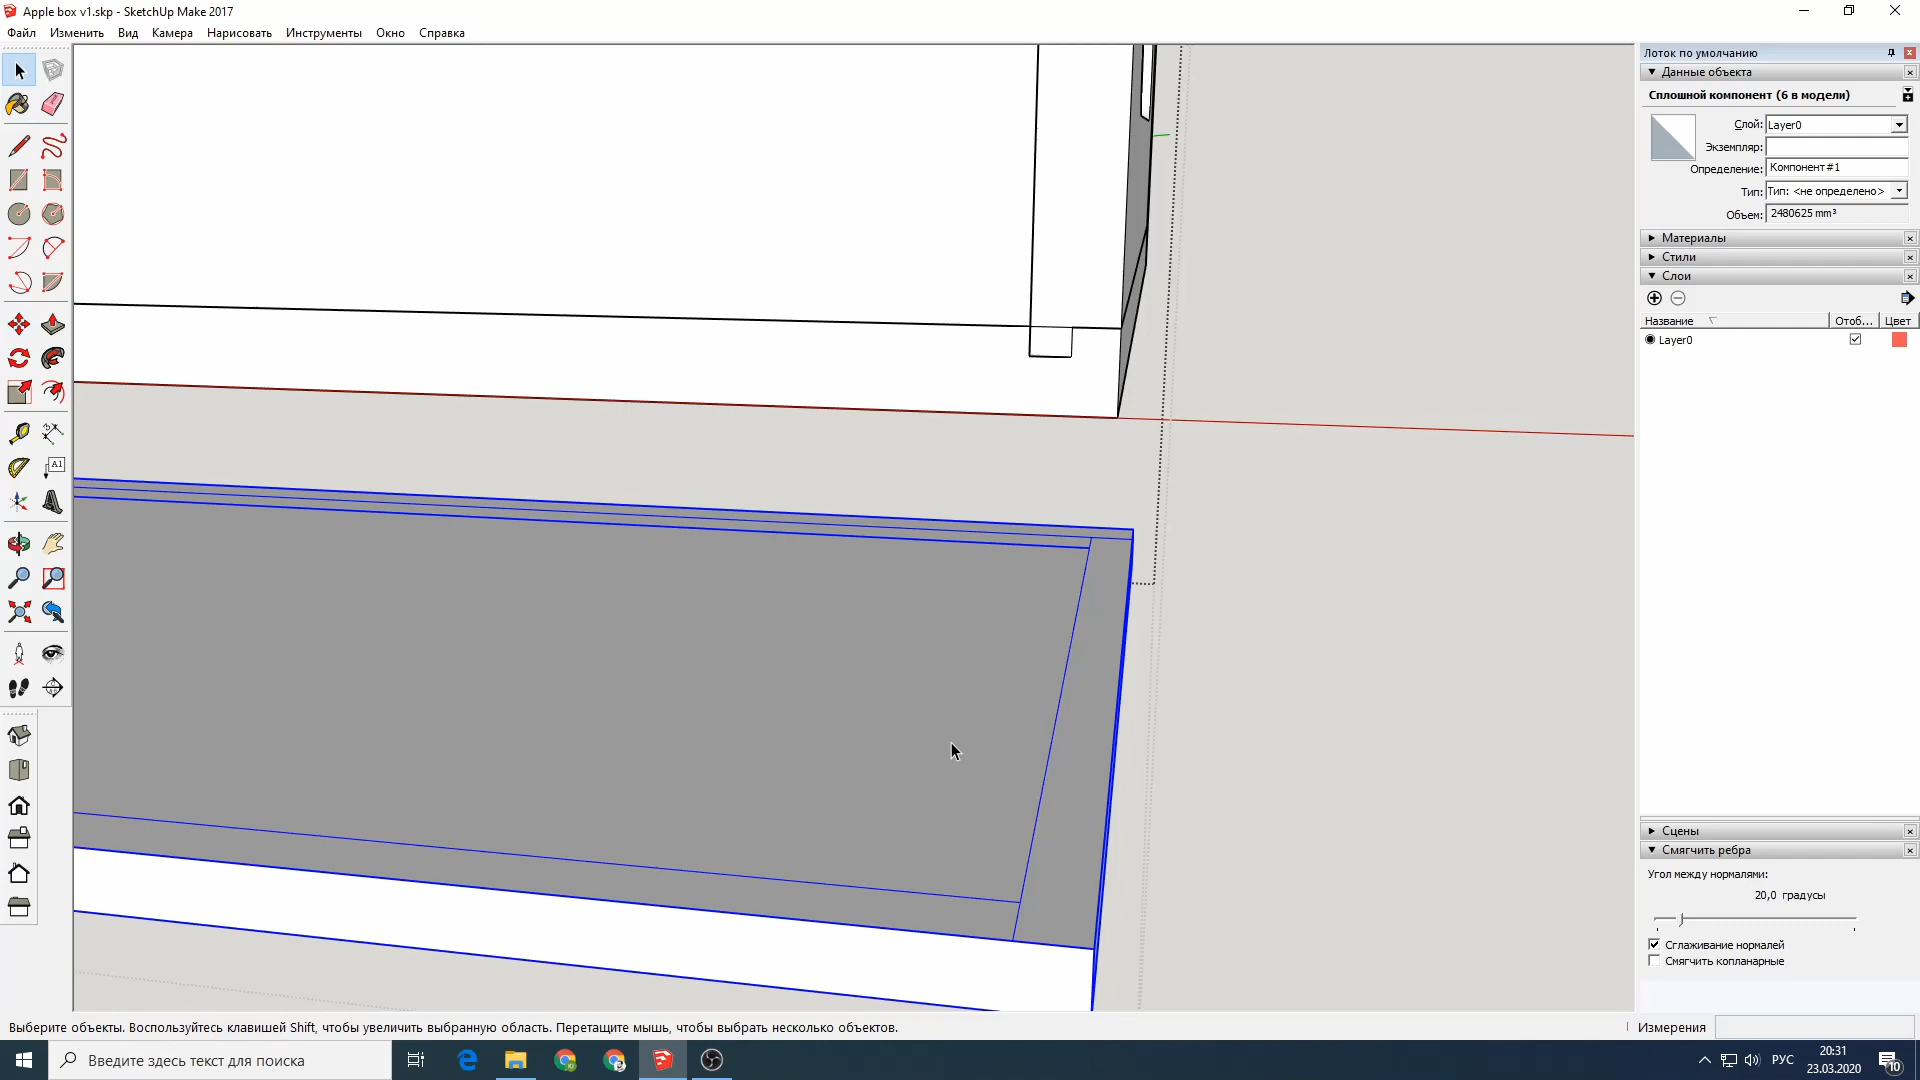 Apple box v1.skp - SketchUp Make 2017
Файл Изменить Вид Камера Нарисовать Инструменты Окно Справка
Лоток по умолчанию
Данные объекта
Сплошной компонент (6 в модели)
Слой: Layer0
Экземпляр:
Определение: Компонент#1
Тип: Тип: <не определено>
Объем: 2480625 mm³
Материалы
Стили
Слои
Название Отоб... Цвет
Layer0
A1
Сцены
Смягчить ребра
Угол между нормалями:
20,0 градусы
Сглаживание нормалей
Смягчить копланарные
Выберите объекты. Воспользуйтесь клавишей Shift, чтобы увеличить выбранную область. Перетащите мышь, чтобы выбрать несколько объектов.
Измерения
Введите здесь текст для поиска
РУС
20:31
23.03.2020
10